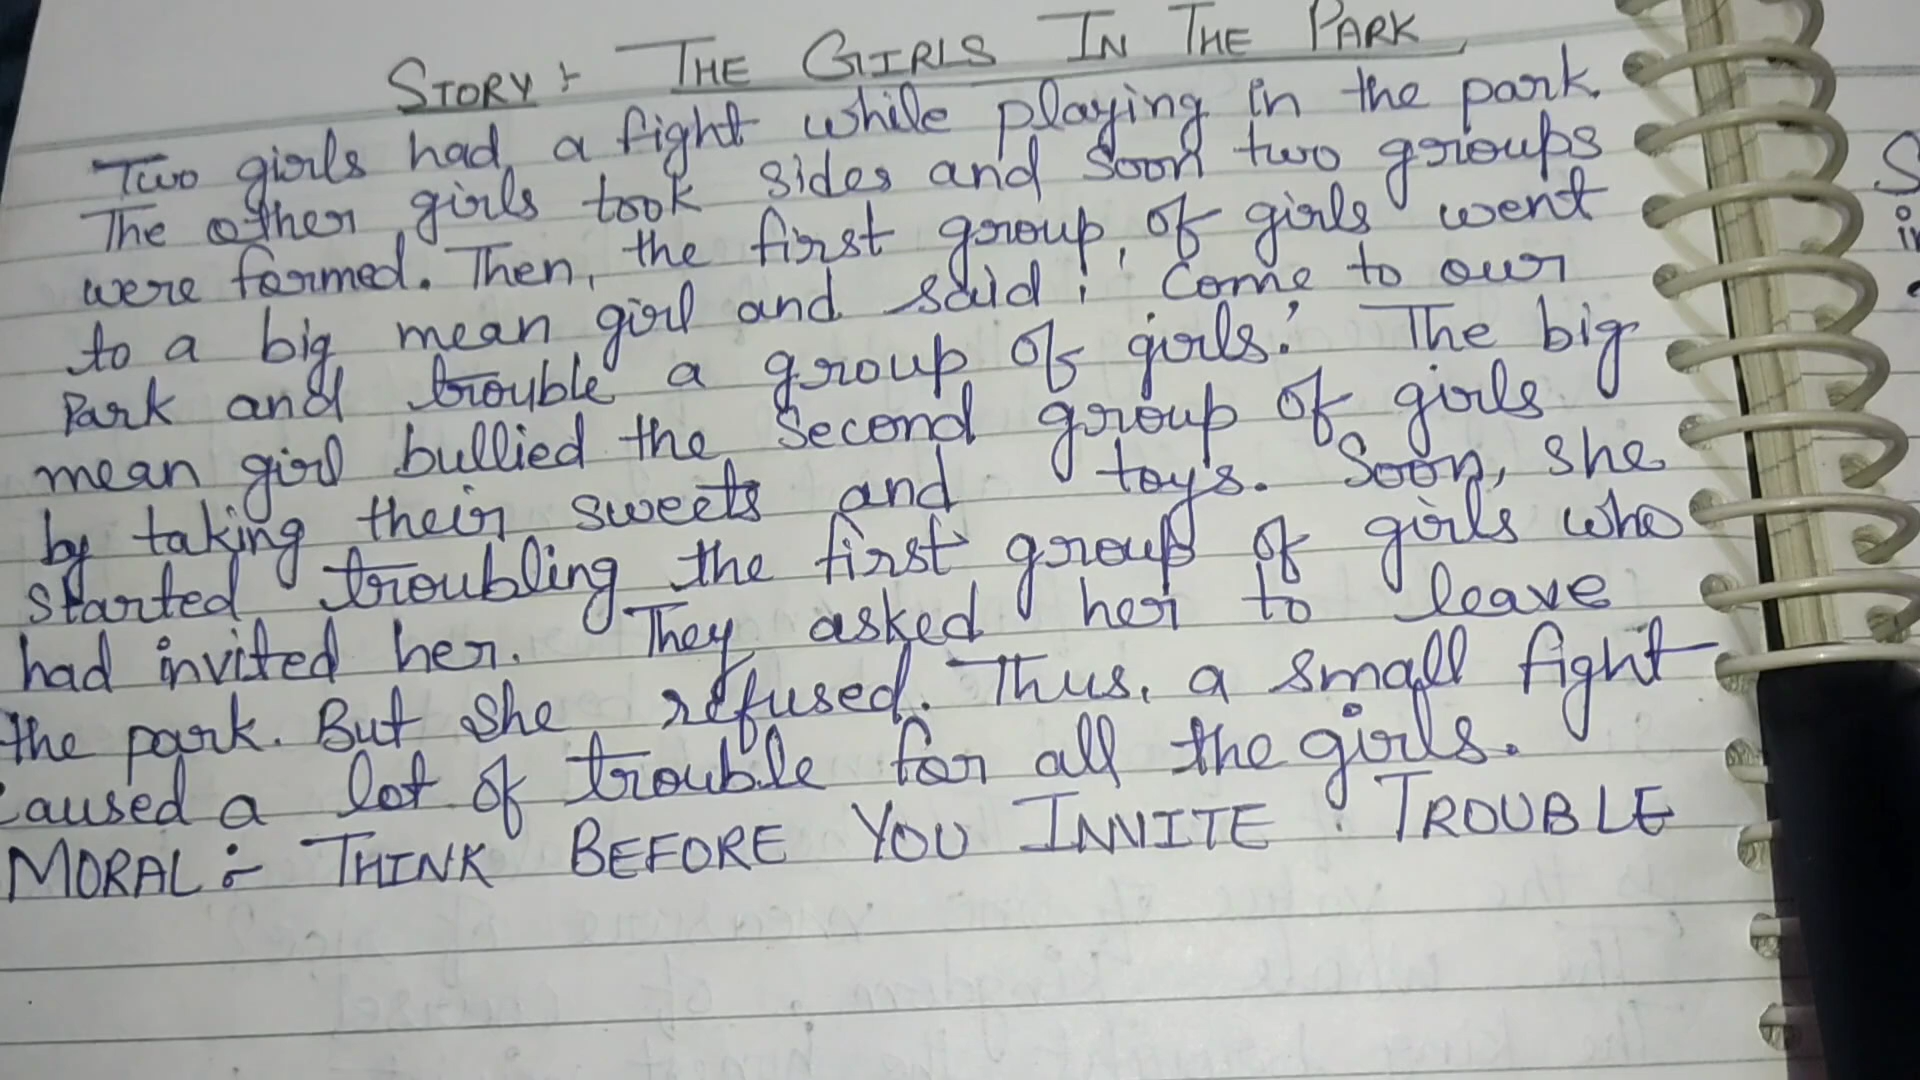 STORY :- THE GIRLS IN THE PARK
Two girls had a fight while playing in the park.
The other girls took sides and soon two groups
were formed. Then, the first group of girls went
to a big mean girl and said: 'Come to our
Park and trouble a group of girls.' The big
mean girl bullied the second group of girls
by taking their sweets and toy's. Soon, she
started troubling the first group of girls who
had invited her. They asked her to leave
the park. But she refused. Thus, a small fight
caused a lot of trouble for all the girls.
MORAL :- THINK BEFORE YOU INVITE TROUBLE